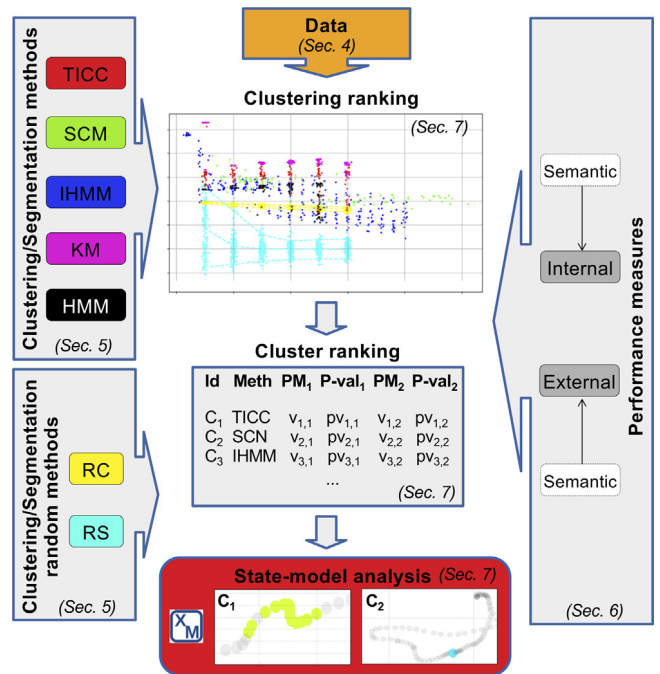 Data
(Sec. 4)
Clustering/Segmentation methods
TICC
SCM
IHMM
KM
HMM
(Sec. 5)
Clustering ranking
(Sec. 7)
Cluster ranking
Id Meth PM₁ P-val₁ PM₂ P-val₂
C₁ TICC v₁,₁ pv₁,₁ v₁,₂ pv₁,₂
C₂ SCN v₂,₁ pv₂,₁ v₂,₂ pv₂,₂
C₃ IHMM v₃,₁ pv₃,₁ v₃,₂ pv₃,₂
...
(Sec. 7)
Clustering/Segmentation
random methods
RC
RS
(Sec. 5)
Performance measures
Semantic
Internal
External
Semantic
(Sec. 6)
State-model analysis (Sec. 7)
X
M
C₁
C₂